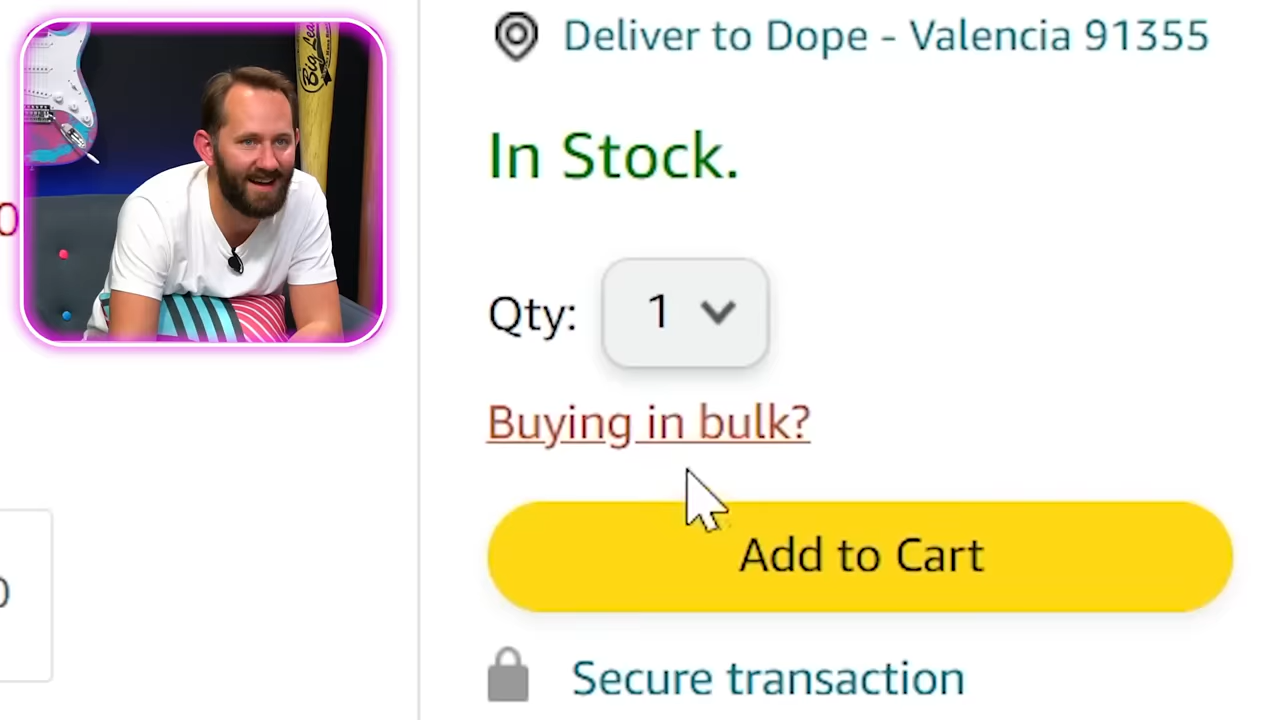 Deliver to Dope - Valencia 91355
In Stock.
Qty: 1
Buying in bulk?
Add to Cart
Secure transaction